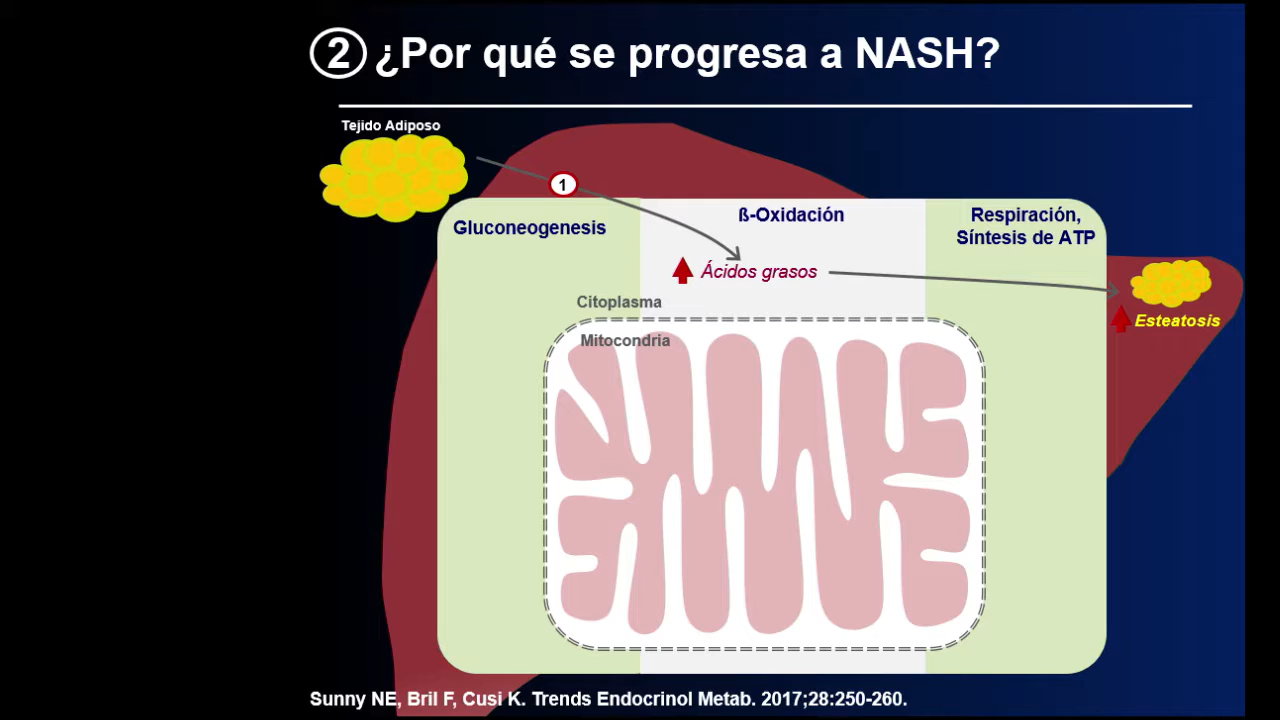 2 ¿Por qué se progresa a NASH?
Tejido Adiposo
1
Gluconeogenesis
ß-Oxidación
Respiración,
Síntesis de ATP
Ácidos grasos
Citoplasma
Mitocondria
Esteatosis
Sunny NE, Bril F, Cusi K. Trends Endocrinol Metab. 2017;28:250-260.